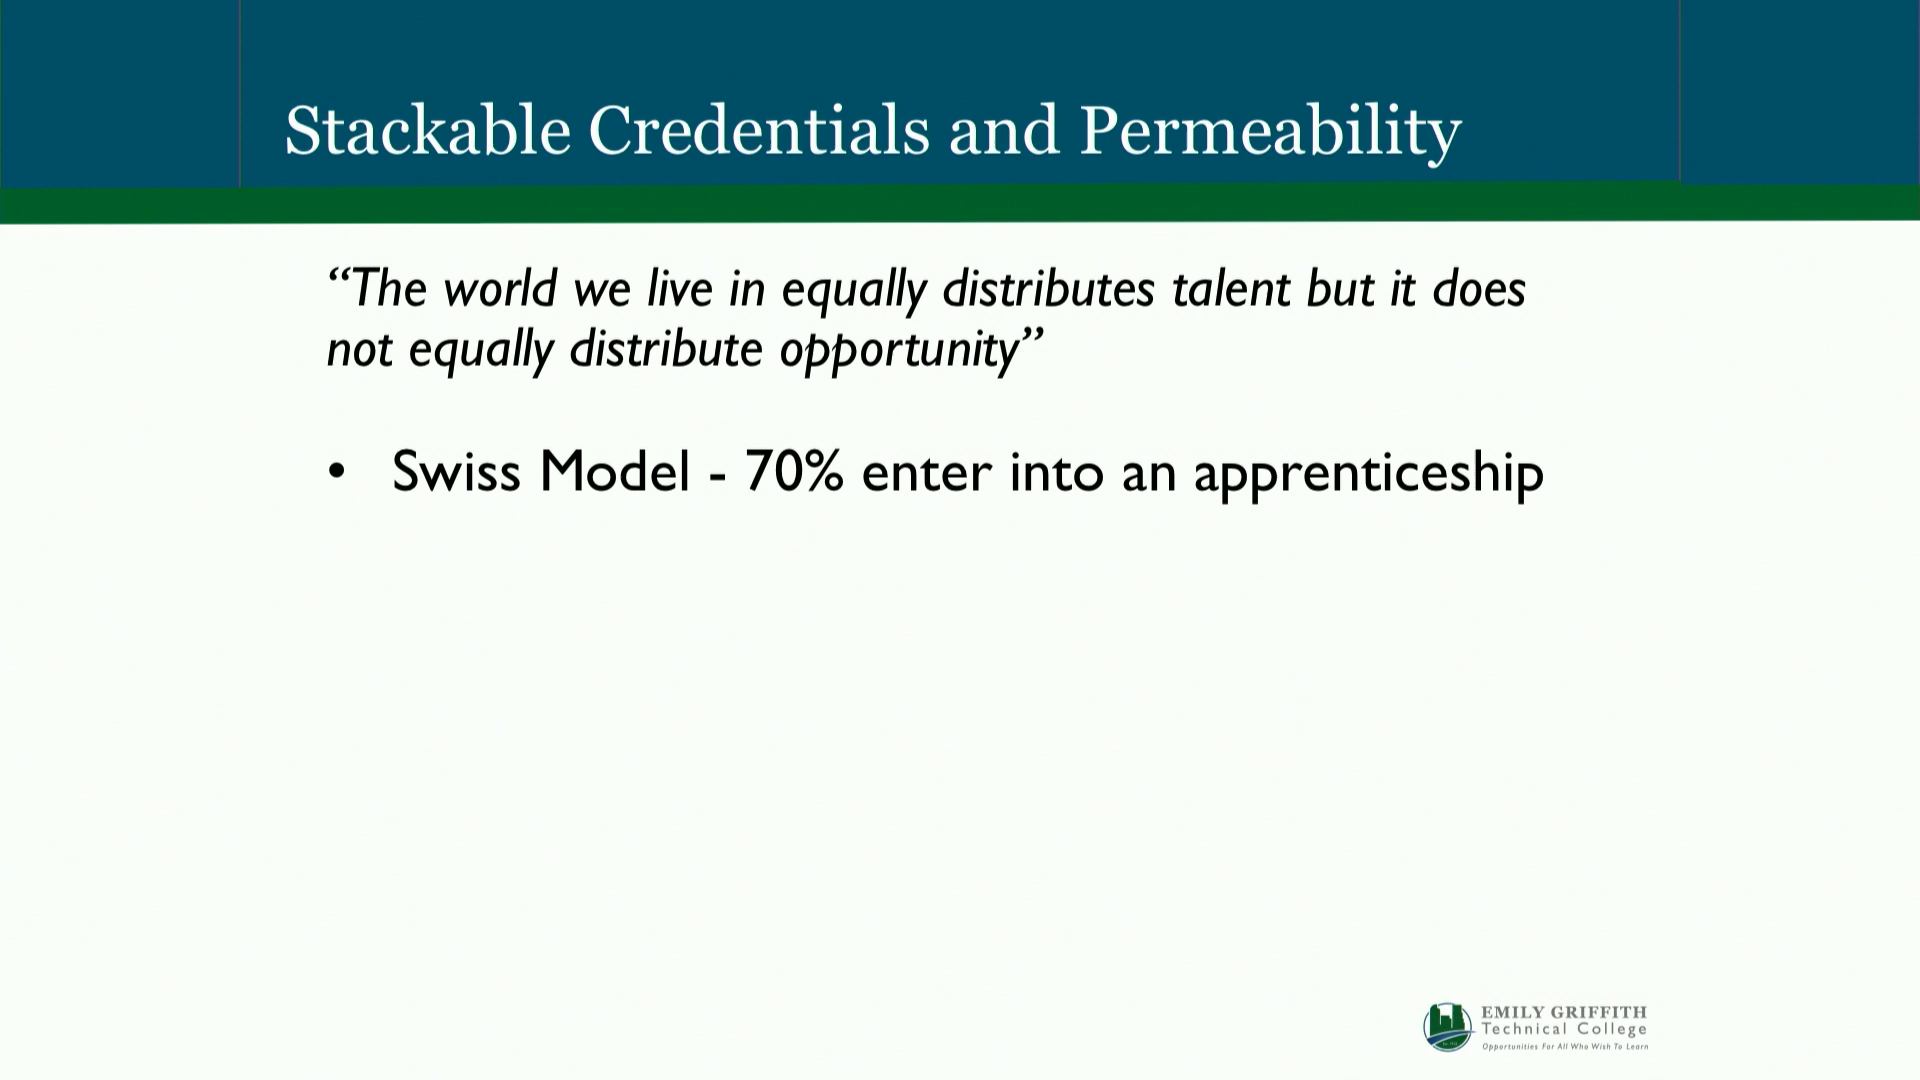 Stackable Credentials and Permeability
“The world we live in equally distributes talent but it does
not equally distribute opportunity”
• Swiss Model - 70% enter into an apprenticeship
EMILY GRIFFITH
Technical College
Opportunities For All Who Wish To Learn